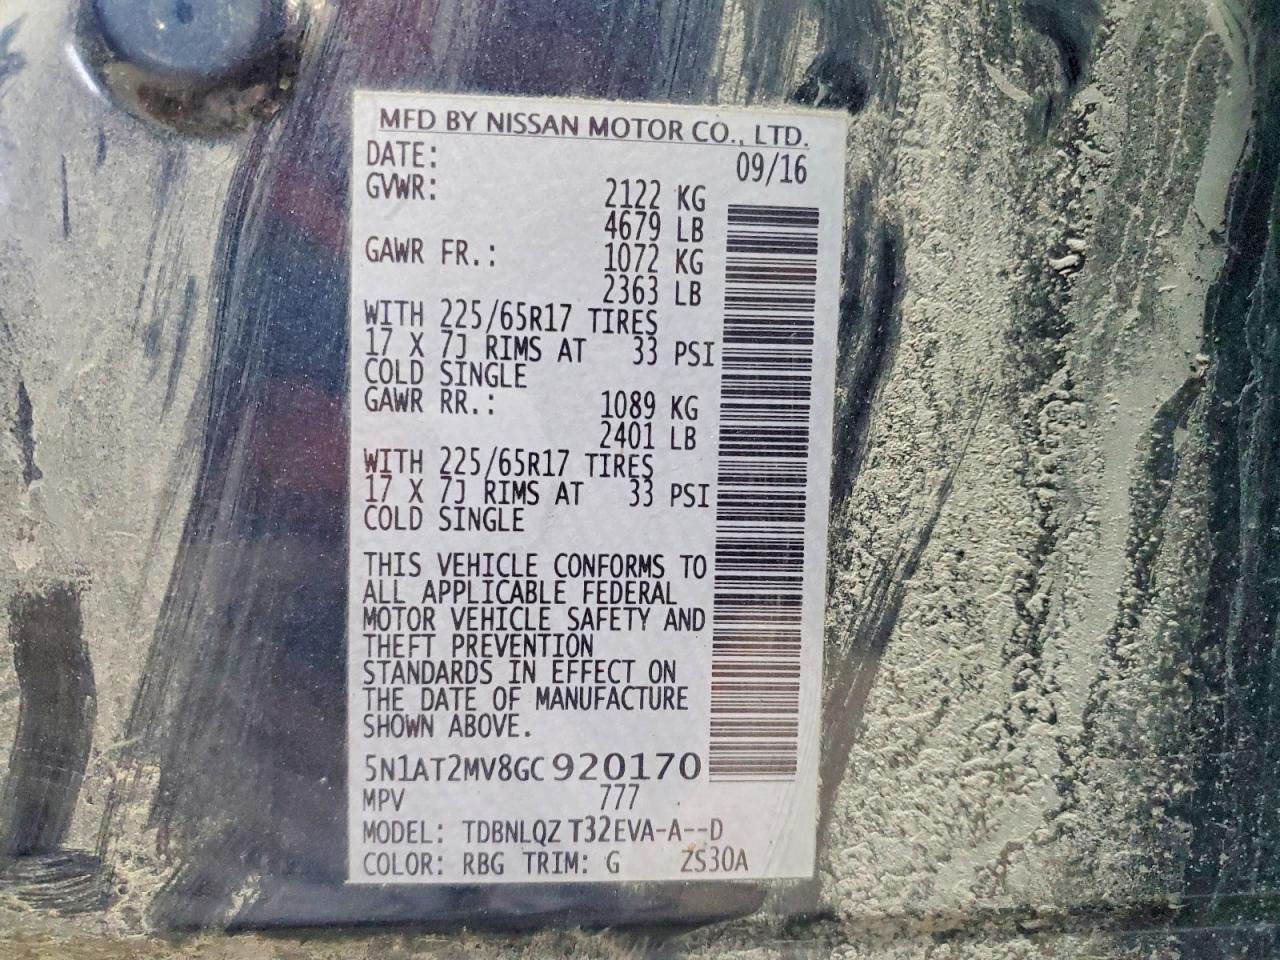 MFD BY NISSAN MOTOR CO., LTD.
DATE: 09/16
GVWR: 2122 KG
4679 LB
GAWR FR.: 1072 KG
2363 LB
WITH 225/65R17 TIRES
17 X 7J RIMS AT 33 PSI
COLD SINGLE
GAWR RR.: 1089 KG
2401 LB
WITH 225/65R17 TIRES
17 X 7J RIMS AT 33 PSI
COLD SINGLE
THIS VEHICLE CONFORMS TO
ALL APPLICABLE FEDERAL
MOTOR VEHICLE SAFETY AND
THEFT PREVENTION
STANDARDS IN EFFECT ON
THE DATE OF MANUFACTURE
SHOWN ABOVE.
5N1AT2MV8GC920170
MPV 777
MODEL: TDBNLQZ T32EVA-A--D
COLOR: RBG TRIM: G ZS30A